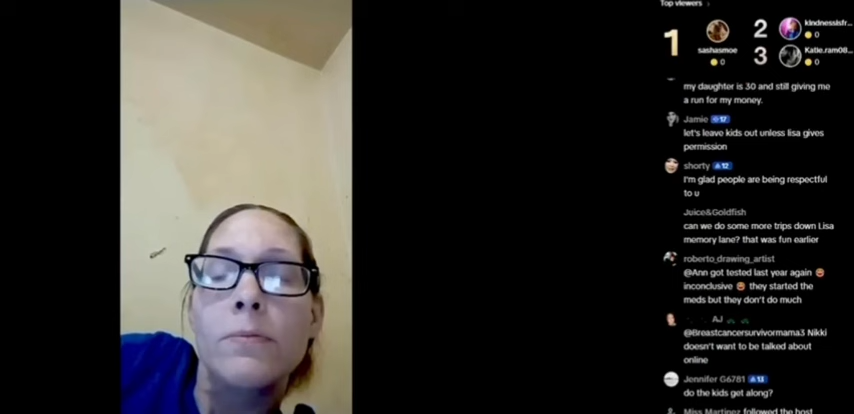 Top viewers
1
sashasmoe
0
2
kindnessisfr...
0
3
Katie.ram08...
0
my daughter is 30 and still giving me
a run for my money.
Jamie 17
let's leave kids out unless lisa gives
permission
shorty 12
I'm glad people are being respectful
to u
Juice&Goldfish
can we do some more trips down Lisa
memory lane? that was fun earlier
roberto_drawing_artist
@Ann got tested last year again
inconclusive they started the
meds but they don't do much
AJ
@Breastcancersurvivormama3 Nikki
doesn't want to be talked about
online
Jennifer G6781 13
do the kids get along?
Miss Martinez followed the host